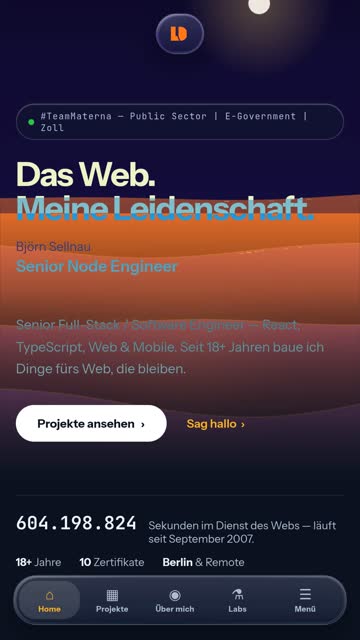 LD
#TeamMaterna — Public Sector | E-Government |
Zoll
Das Web.
Meine Leidenschaft.
Björn Sellnau
Senior Node Engineer
Senior Full-Stack / Software Engineer — React,
TypeScript, Web & Mobile. Seit 18+ Jahren baue ich
Dinge fürs Web, die bleiben.
Projekte ansehen ›
Sag hallo ›
604.198.824 Sekunden im Dienst des Webs — läuft
seit September 2007.
18+ Jahre 10 Zertifikate Berlin & Remote
Home Projekte Über mich Labs Menü